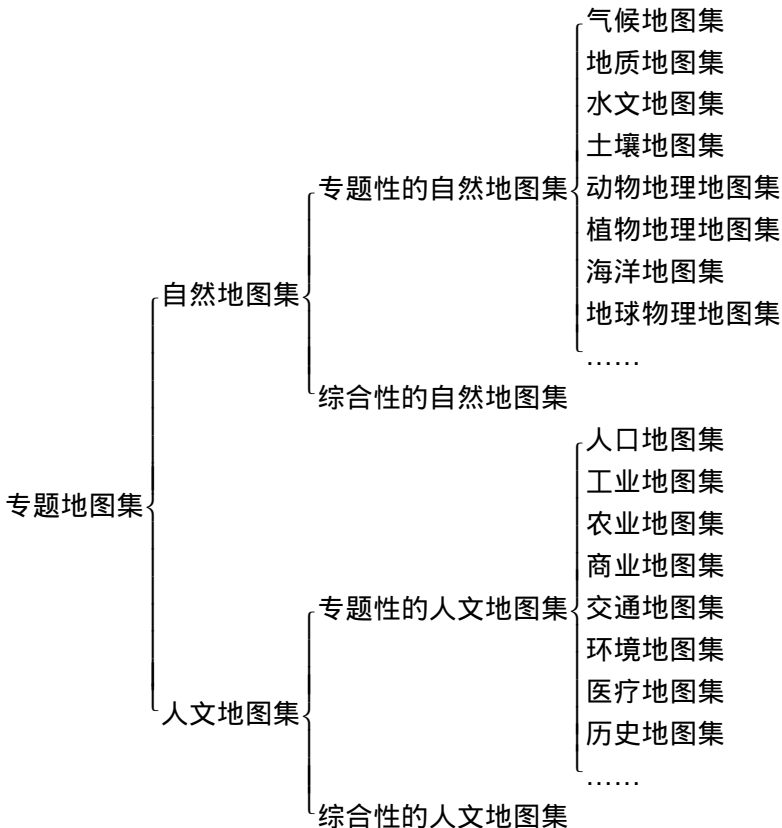 气候地图集
地质地图集
水文地图集
土壤地图集
专题性的自然地图集
动物地理地图集
植物地理地图集
海洋地图集
自然地图集
地球物理地图集
……
综合性的自然地图集
人口地图集
工业地图集
专题地图集
农业地图集
商业地图集
专题性的人文地图集
交通地图集
环境地图集
医疗地图集
人文地图集
历史地图集
……
综合性的人文地图集